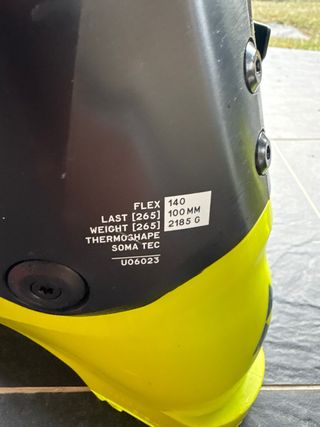 FLEX 140
LAST [265] 100 MM
WEIGHT [265] 2185 G
THERMOSHAPE
SOMA TEC
U06023